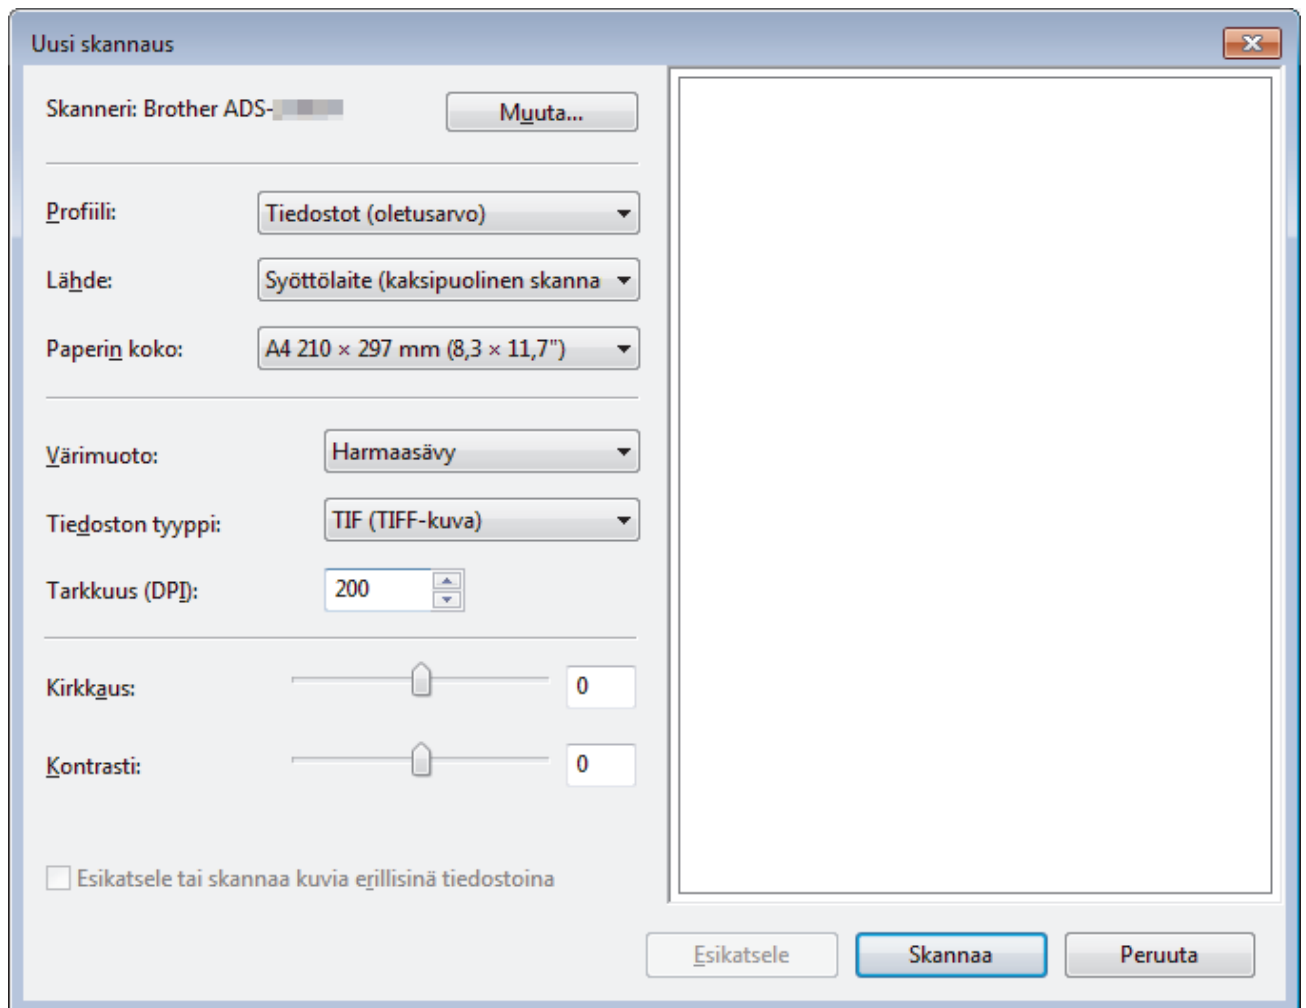 Uusi skannaus
Skanneri: Brother ADS-
Muuta...
Profiili: Tiedostot (oletusarvo)
Lähde: Syöttölaite (kaksipuolinen skanna
Paperin koko: A4 210 × 297 mm (8,3 × 11,7")
Värimuoto: Harmaasävy
Tiedoston tyyppi: TIF (TIFF-kuva)
Tarkkuus (DPI): 200
Kirkkaus: 0
Kontrasti: 0
Esikatsele tai skannaa kuvia erillisinä tiedostoina
Esikatsele Skannaa Peruuta